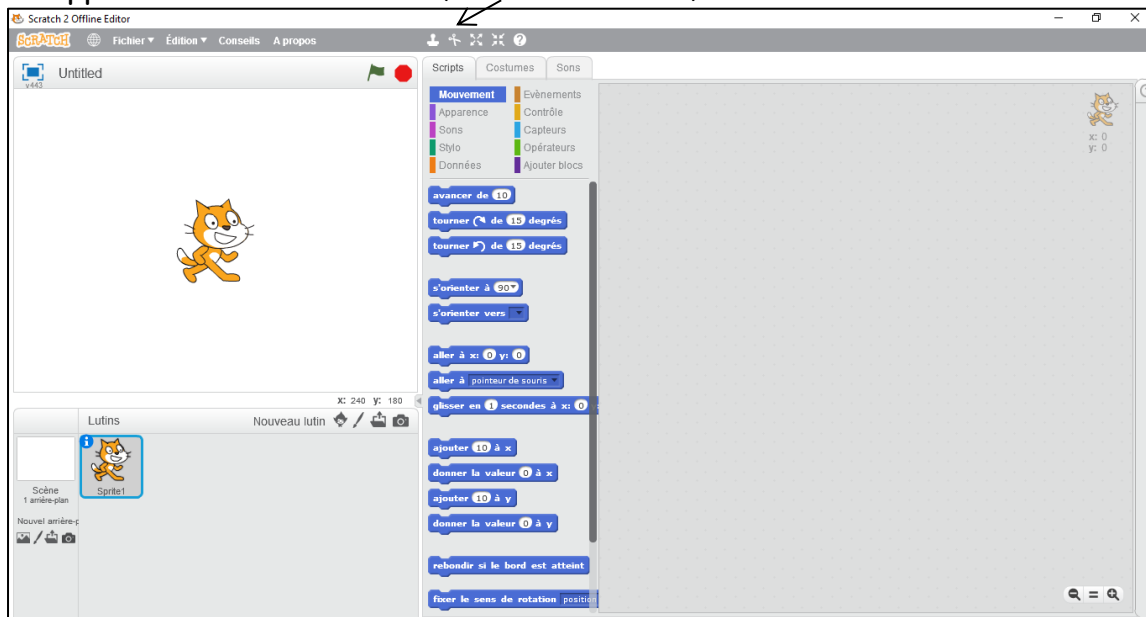 Scratch 2 Offline Editor
SCRATCH Fichier Édition Conseils A propos
v443
Untitled
X: 240 y: 180
Lutins
Nouveau lutin
Scène
1 arrière-plan
Sprite1
Nouvel arrière-p
Scripts Costumes Sons
Mouvement Evènements
Apparence Contrôle
Sons Capteurs
Stylo Opérateurs
Données Ajouter blocs
avancer de 10
tourner de 15 degrés
tourner de 15 degrés
s'orienter à 90
s'orienter vers
aller à x: 0 y: 0
aller à pointeur de souris
glisser en 1 secondes à x: 0
ajouter 10 à x
donner la valeur 0 à x
ajouter 10 à y
donner la valeur 0 à y
rebondir si le bord est atteint
fixer le sens de rotation position
x: 0
y: 0